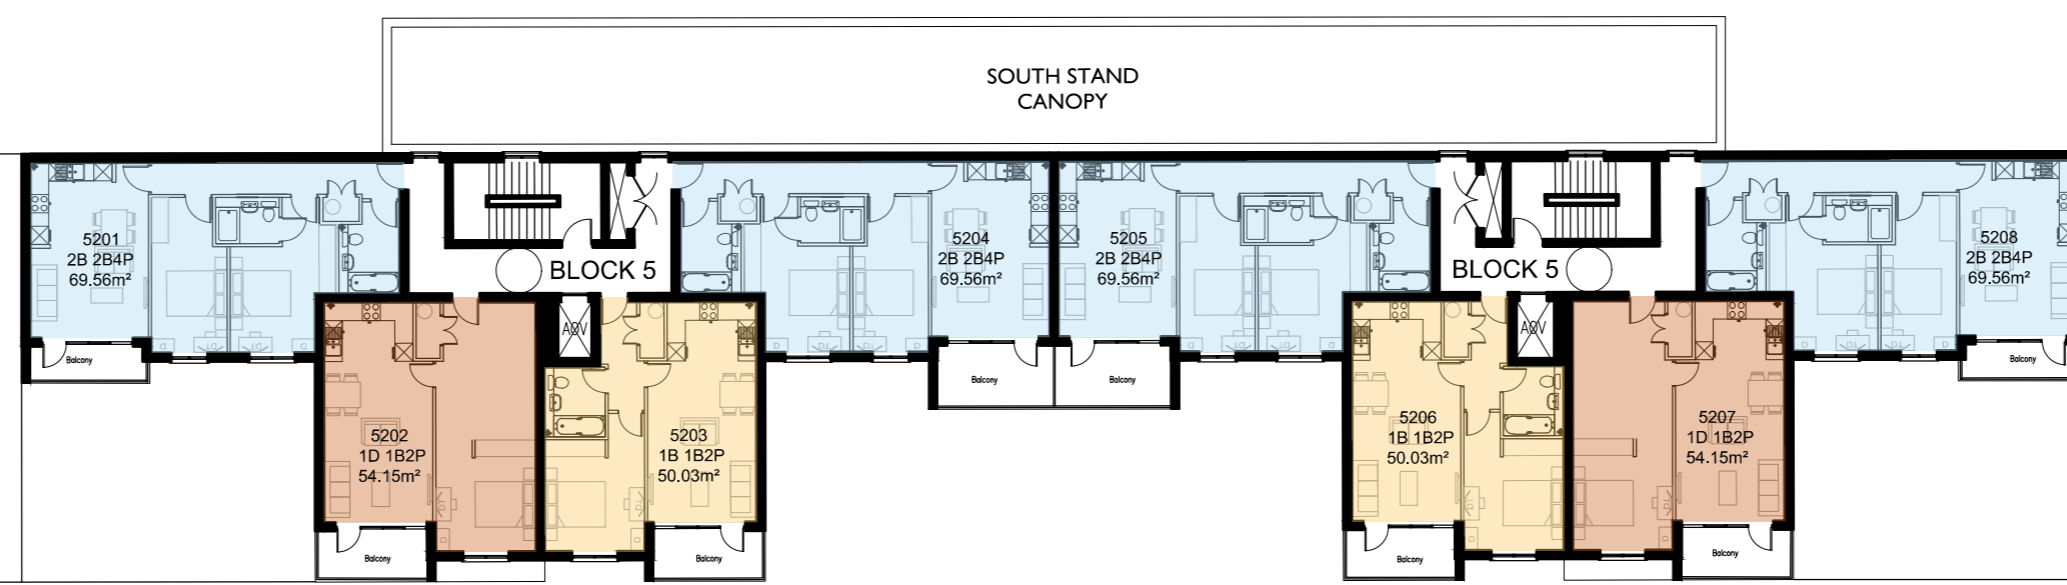 SOUTH STAND
CANOPY
5201
2B 2B4P
69.56m²
BLOCK 5
5204
2B 2B4P
69.56m²
5205
2B 2B4P
69.56m²
BLOCK 5
5208
2B 2B4P
69.56m²
AOV
AOV
Balcony
Balcony
Balcony
Balcony
5202
1D 1B2P
54.15m²
5203
1B 1B2P
50.03m²
5206
1B 1B2P
50.03m²
5207
1D 1B2P
54.15m²
Balcony
Balcony
Balcony
Balcony